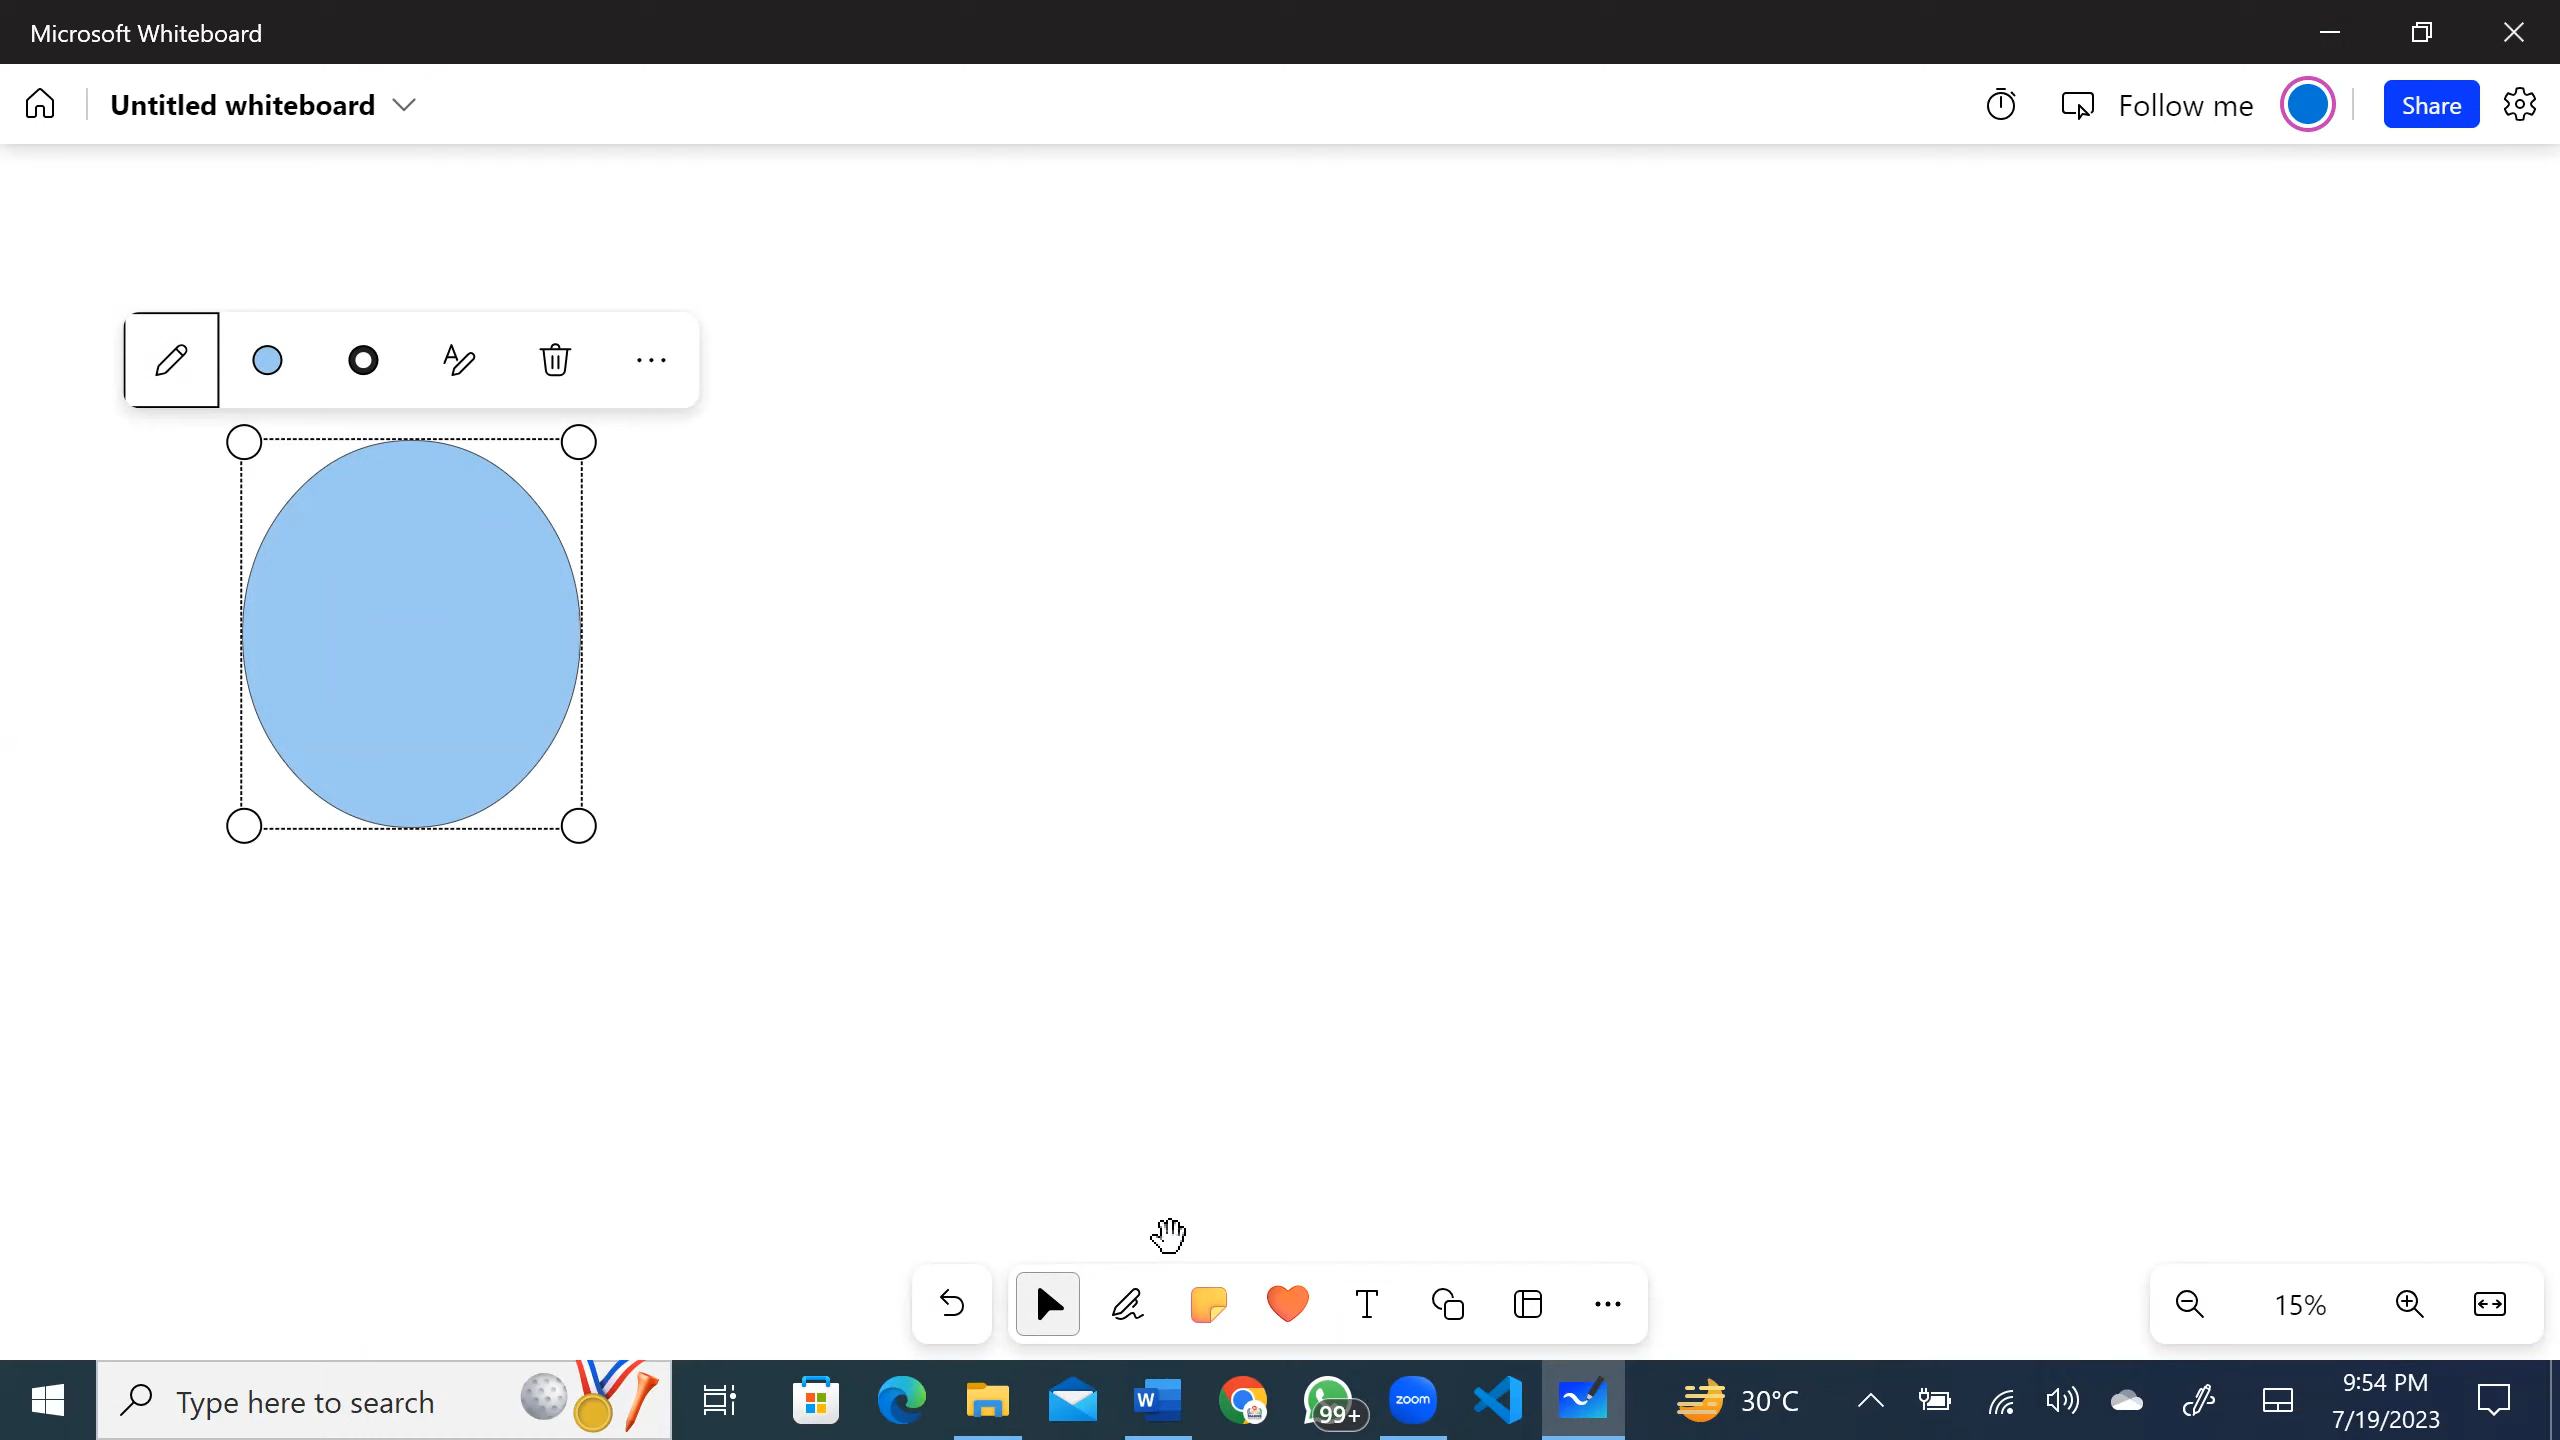 Microsoft Whiteboard
Untitled whiteboard
Follow me
Share
15%
Type here to search
99+
zoom
30°C
9:54 PM
7/19/2023